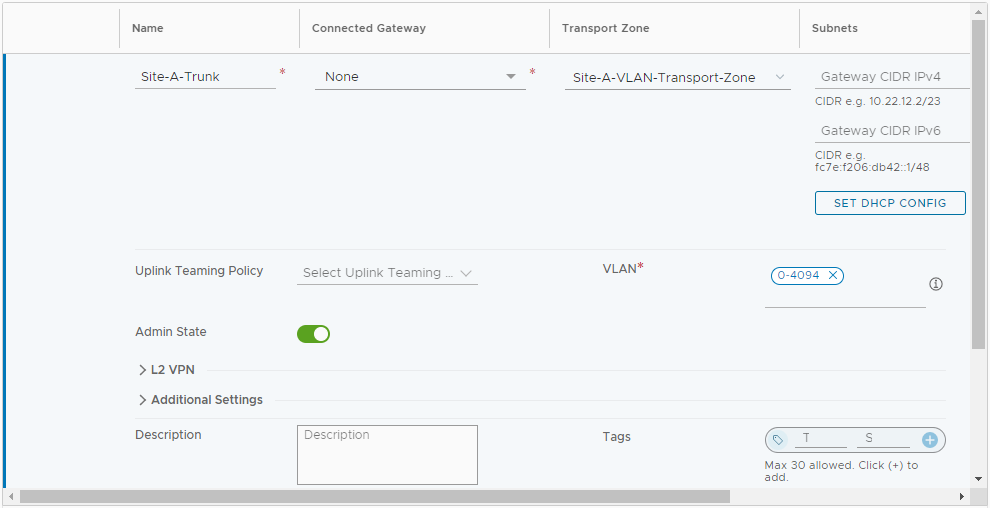 Name
Connected Gateway
Transport Zone
Subnets
Site-A-Trunk *
None *
Site-A-VLAN-Transport-Zone
Gateway CIDR IPv4
CIDR e.g. 10.22.12.2/23
Gateway CIDR IPv6
CIDR e.g.
fc7e:f206:db42::1/48
SET DHCP CONFIG
Uplink Teaming Policy
Select Uplink Teaming ...
VLAN*
0-4094 ×
Admin State
L2 VPN
Additional Settings
Description
Description
Tags
T
S
Max 30 allowed. Click (+) to
add.